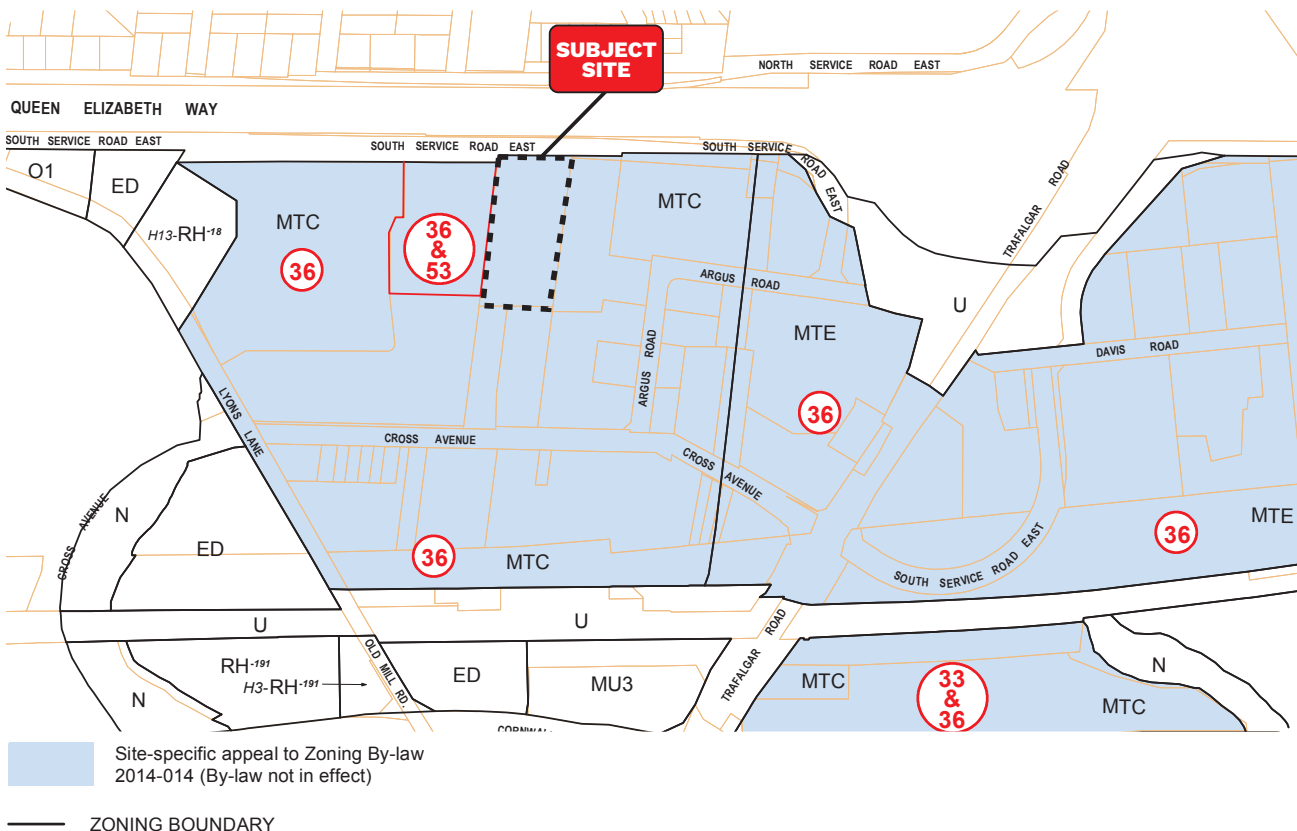 SUBJECT
SITE
NORTH SERVICE ROAD EAST
QUEEN ELIZABETH WAY
SOUTH SERVICE ROAD EAST
SOUTH SERVICE ROAD EAST
SOUTH SERVICE ROAD EAST
TRAFALGAR ROAD
O1
ED
H13-RH-18
MTC
36
36
&
53
MTC
ARGUS ROAD
U
MTE
DAVIS ROAD
ARGUS ROAD
36
LYONS LANE
CROSS AVENUE
CROSS AVENUE
CROSS AVENUE
N
ED
36
MTC
SOUTH SERVICE ROAD EAST
36
MTE
U
U
TRAFALGAR ROAD
OLD MILL RD.
RH-191
H3-RH-191
N
ED
MU3
MTC
33
&
36
MTC
N
CORNWALL
Site-specific appeal to Zoning By-law
2014-014 (By-law not in effect)
ZONING BOUNDARY